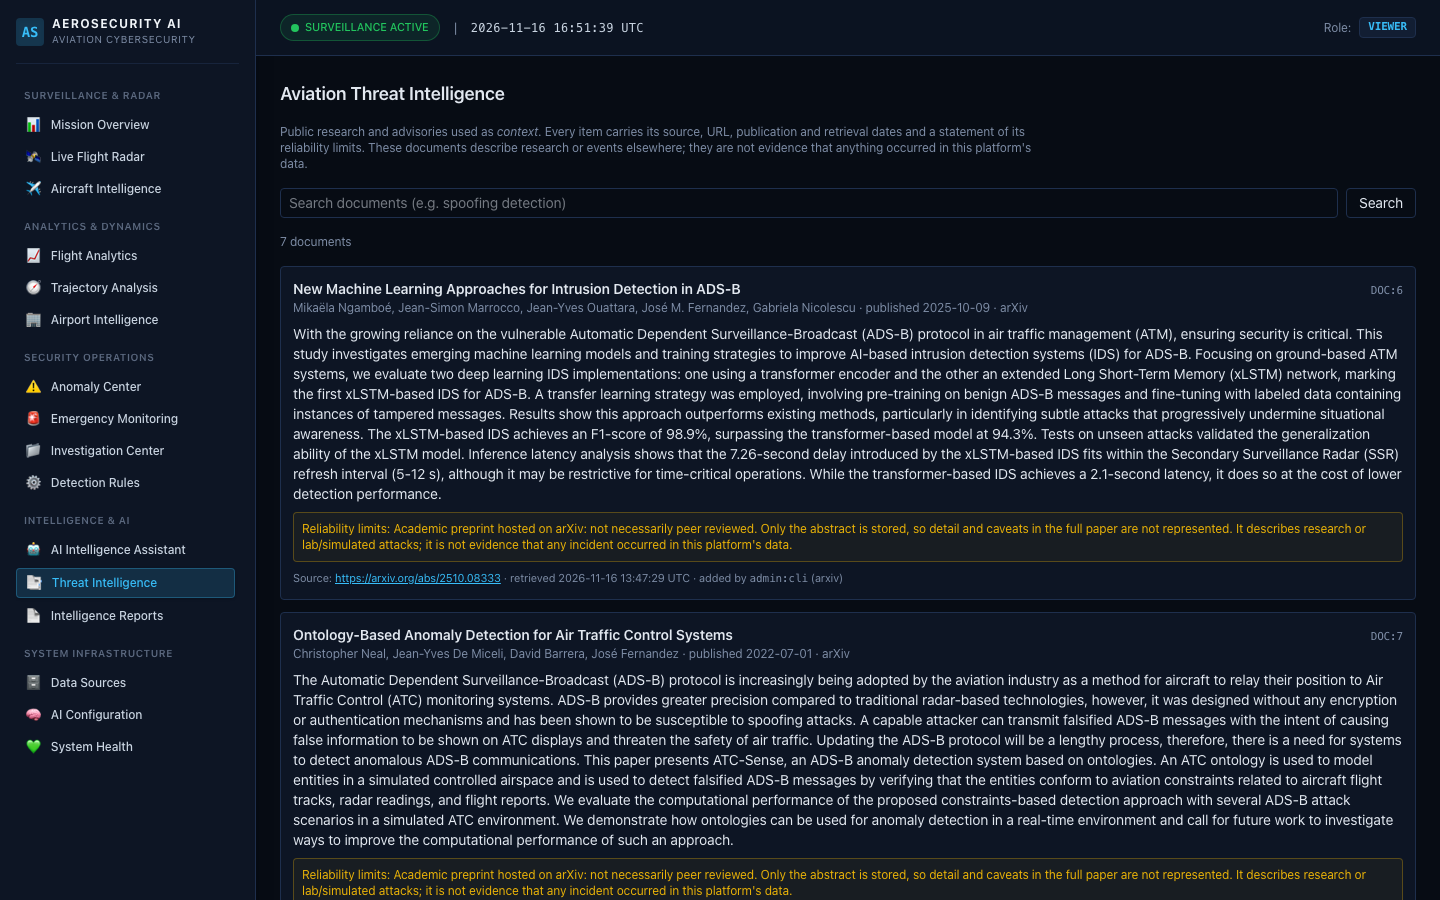 AS
AEROSECURITY AI
AVIATION CYBERSECURITY
SURVEILLANCE & RADAR
Mission Overview
Live Flight Radar
Aircraft Intelligence
ANALYTICS & DYNAMICS
Flight Analytics
Trajectory Analysis
Airport Intelligence
SECURITY OPERATIONS
Anomaly Center
Emergency Monitoring
Investigation Center
Detection Rules
INTELLIGENCE & AI
AI Intelligence Assistant
Threat Intelligence
Intelligence Reports
SYSTEM INFRASTRUCTURE
Data Sources
AI Configuration
System Health
SURVEILLANCE ACTIVE | 2026-11-16 16:51:39 UTC
Role: VIEWER
Aviation Threat Intelligence
Public research and advisories used as context. Every item carries its source, URL, publication and retrieval dates and a statement of its
reliability limits. These documents describe research or events elsewhere; they are not evidence that anything occurred in this platform's
data.
Search documents (e.g. spoofing detection)
Search
7 documents
New Machine Learning Approaches for Intrusion Detection in ADS-B
DOC:6
Mikaëla Ngamboé, Jean-Simon Marrocco, Jean-Yves Ouattara, José M. Fernandez, Gabriela Nicolescu · published 2025-10-09 · arXiv
With the growing reliance on the vulnerable Automatic Dependent Surveillance-Broadcast (ADS-B) protocol in air traffic management (ATM), ensuring security is critical. This
study investigates emerging machine learning models and training strategies to improve AI-based intrusion detection systems (IDS) for ADS-B. Focusing on ground-based ATM
systems, we evaluate two deep learning IDS implementations: one using a transformer encoder and the other an extended Long Short-Term Memory (xLSTM) network, marking
the first xLSTM-based IDS for ADS-B. A transfer learning strategy was employed, involving pre-training on benign ADS-B messages and fine-tuning with labeled data containing
instances of tampered messages. Results show this approach outperforms existing methods, particularly in identifying subtle attacks that progressively undermine situational
awareness. The xLSTM-based IDS achieves an F1-score of 98.9%, surpassing the transformer-based model at 94.3%. Tests on unseen attacks validated the generalization
ability of the xLSTM model. Inference latency analysis shows that the 7.26-second delay introduced by the xLSTM-based IDS fits within the Secondary Surveillance Radar (SSR)
refresh interval (5-12 s), although it may be restrictive for time-critical operations. While the transformer-based IDS achieves a 2.1-second latency, it does so at the cost of lower
detection performance.
Reliability limits: Academic preprint hosted on arXiv: not necessarily peer reviewed. Only the abstract is stored, so detail and caveats in the full paper are not represented. It describes research or
lab/simulated attacks; it is not evidence that any incident occurred in this platform's data.
Source: https://arxiv.org/abs/2510.08333 · retrieved 2026-11-16 13:47:29 UTC · added by admin:cli (arxiv)
Ontology-Based Anomaly Detection for Air Traffic Control Systems
DOC:7
Christopher Neal, Jean-Yves De Miceli, David Barrera, José Fernandez · published 2022-07-01 · arXiv
The Automatic Dependent Surveillance-Broadcast (ADS-B) protocol is increasingly being adopted by the aviation industry as a method for aircraft to relay their position to Air
Traffic Control (ATC) monitoring systems. ADS-B provides greater precision compared to traditional radar-based technologies, however, it was designed without any encryption
or authentication mechanisms and has been shown to be susceptible to spoofing attacks. A capable attacker can transmit falsified ADS-B messages with the intent of causing
false information to be shown on ATC displays and threaten the safety of air traffic. Updating the ADS-B protocol will be a lengthy process, therefore, there is a need for systems
to detect anomalous ADS-B communications. This paper presents ATC-Sense, an ADS-B anomaly detection system based on ontologies. An ATC ontology is used to model
entities in a simulated controlled airspace and is used to detect falsified ADS-B messages by verifying that the entities conform to aviation constraints related to aircraft flight
tracks, radar readings, and flight reports. We evaluate the computational performance of the proposed constraints-based detection approach with several ADS-B attack
scenarios in a simulated ATC environment. We demonstrate how ontologies can be used for anomaly detection in a real-time environment and call for future work to investigate
ways to improve the computational performance of such an approach.
Reliability limits: Academic preprint hosted on arXiv: not necessarily peer reviewed. Only the abstract is stored, so detail and caveats in the full paper are not represented. It describes research or
lab/simulated attacks; it is not evidence that any incident occurred in this platform's data.